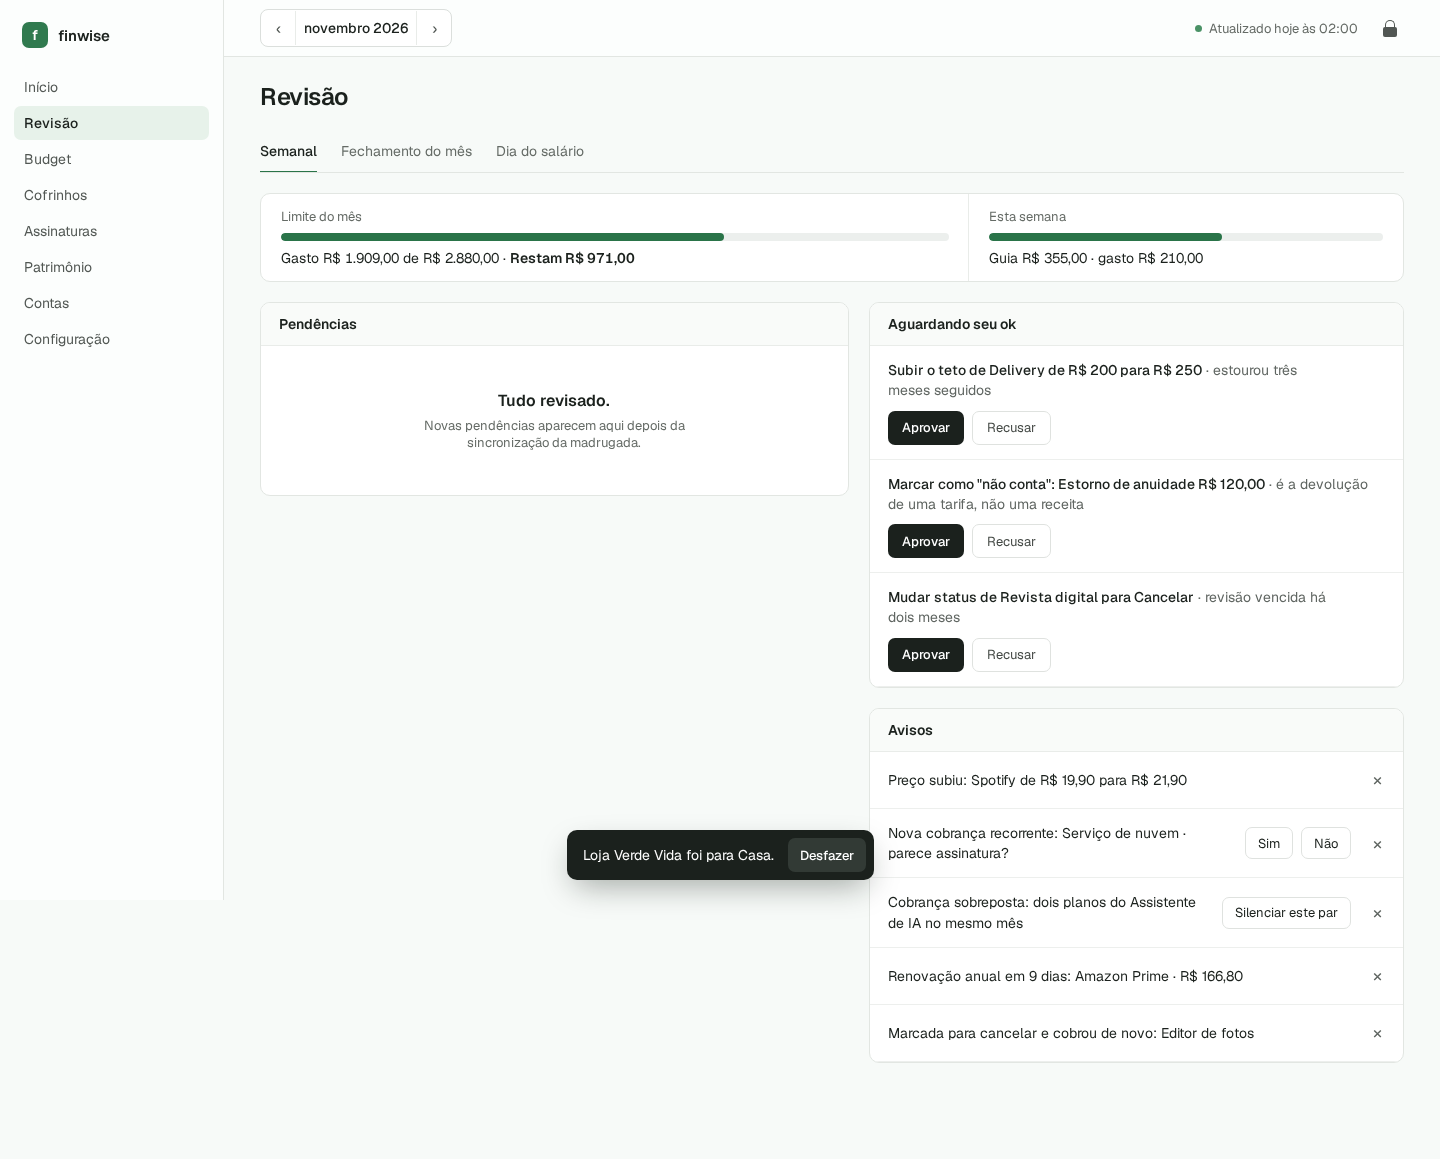 f finwise
Início
Revisão
Budget
Cofrinhos
Assinaturas
Patrimônio
Contas
Configuração
‹ novembro 2026 ›
Atualizado hoje às 02:00
Revisão
Semanal Fechamento do mês Dia do salário
Limite do mês
Gasto R$ 1.909,00 de R$ 2.880,00 · Restam R$ 971,00
Esta semana
Guia R$ 355,00 · gasto R$ 210,00
Pendências
Tudo revisado.
Novas pendências aparecem aqui depois da
sincronização da madrugada.
Aguardando seu ok
Subir o teto de Delivery de R$ 200 para R$ 250 · estourou três
meses seguidos
Aprovar Recusar
Marcar como "não conta": Estorno de anuidade R$ 120,00 · é a devolução
de uma tarifa, não uma receita
Aprovar Recusar
Mudar status de Revista digital para Cancelar · revisão vencida há
dois meses
Aprovar Recusar
Avisos
Preço subiu: Spotify de R$ 19,90 para R$ 21,90 ×
Nova cobrança recorrente: Serviço de nuvem ·
parece assinatura?
Sim Não ×
Cobrança sobreposta: dois planos do Assistente
de IA no mesmo mês
Silenciar este par ×
Renovação anual em 9 dias: Amazon Prime · R$ 166,80 ×
Marcada para cancelar e cobrou de novo: Editor de fotos ×
Loja Verde Vida foi para Casa. Desfazer